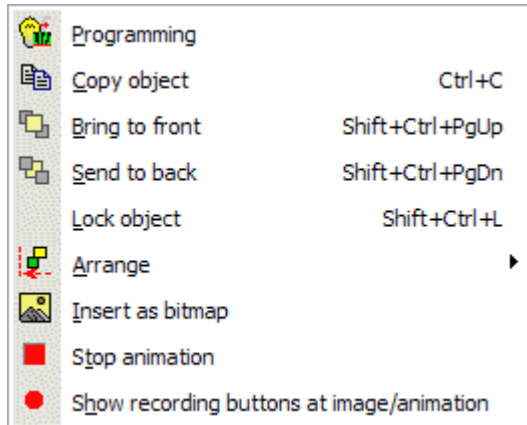 Programming
Copy object Ctrl+C
Bring to front Shift+Ctrl+PgUp
Send to back Shift+Ctrl+PgDn
Lock object Shift+Ctrl+L
Arrange
Insert as bitmap
Stop animation
Show recording buttons at image/animation